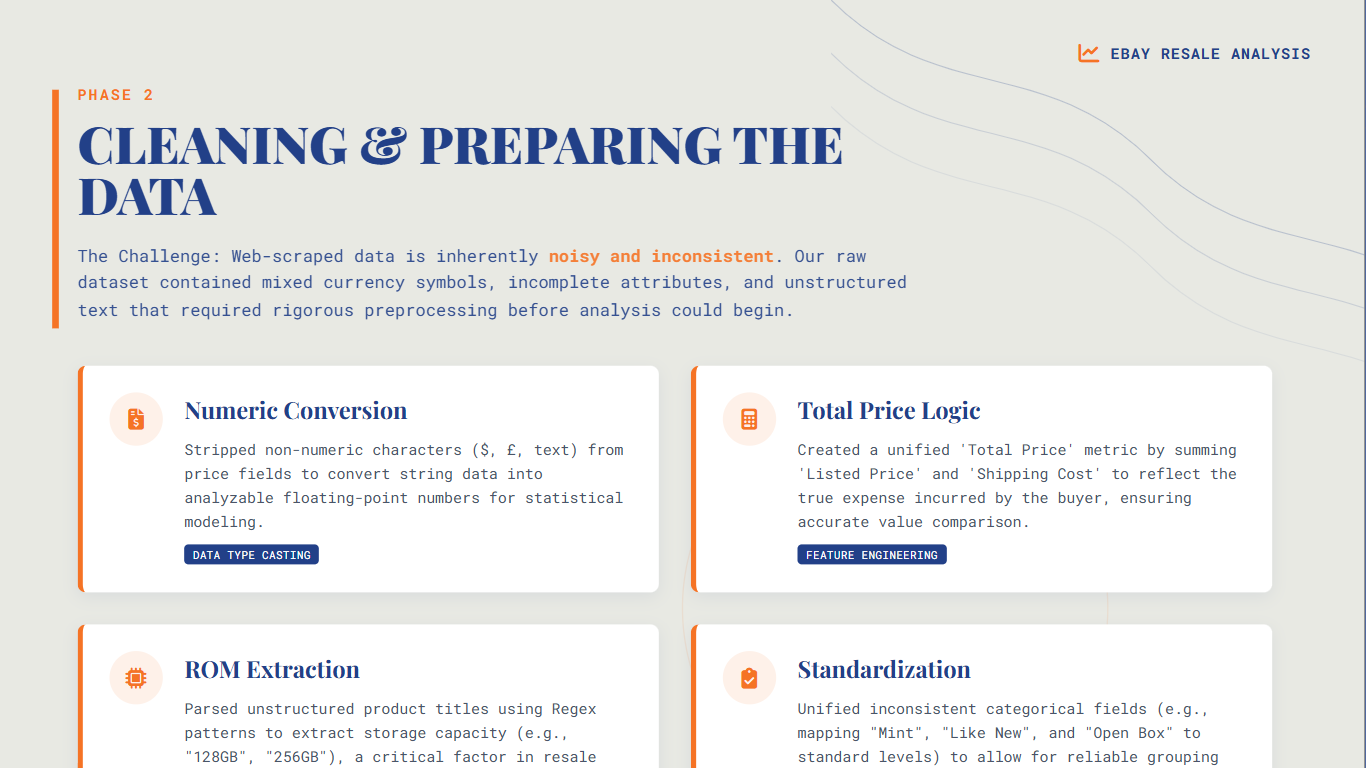 EBAY RESALE ANALYSIS
PHASE 2
CLEANING & PREPARING THE
DATA
The Challenge: Web-scraped data is inherently noisy and inconsistent. Our raw
dataset contained mixed currency symbols, incomplete attributes, and unstructured
text that required rigorous preprocessing before analysis could begin.
Numeric Conversion
Stripped non-numeric characters ($, £, text) from
price fields to convert string data into
analyzable floating-point numbers for statistical
modeling.
DATA TYPE CASTING
Total Price Logic
Created a unified 'Total Price' metric by summing
'Listed Price' and 'Shipping Cost' to reflect the
true expense incurred by the buyer, ensuring
accurate value comparison.
FEATURE ENGINEERING
ROM Extraction
Parsed unstructured product titles using Regex
patterns to extract storage capacity (e.g.,
"128GB", "256GB"), a critical factor in resale
Standardization
Unified inconsistent categorical fields (e.g.,
mapping "Mint", "Like New", and "Open Box" to
standard levels) to allow for reliable grouping